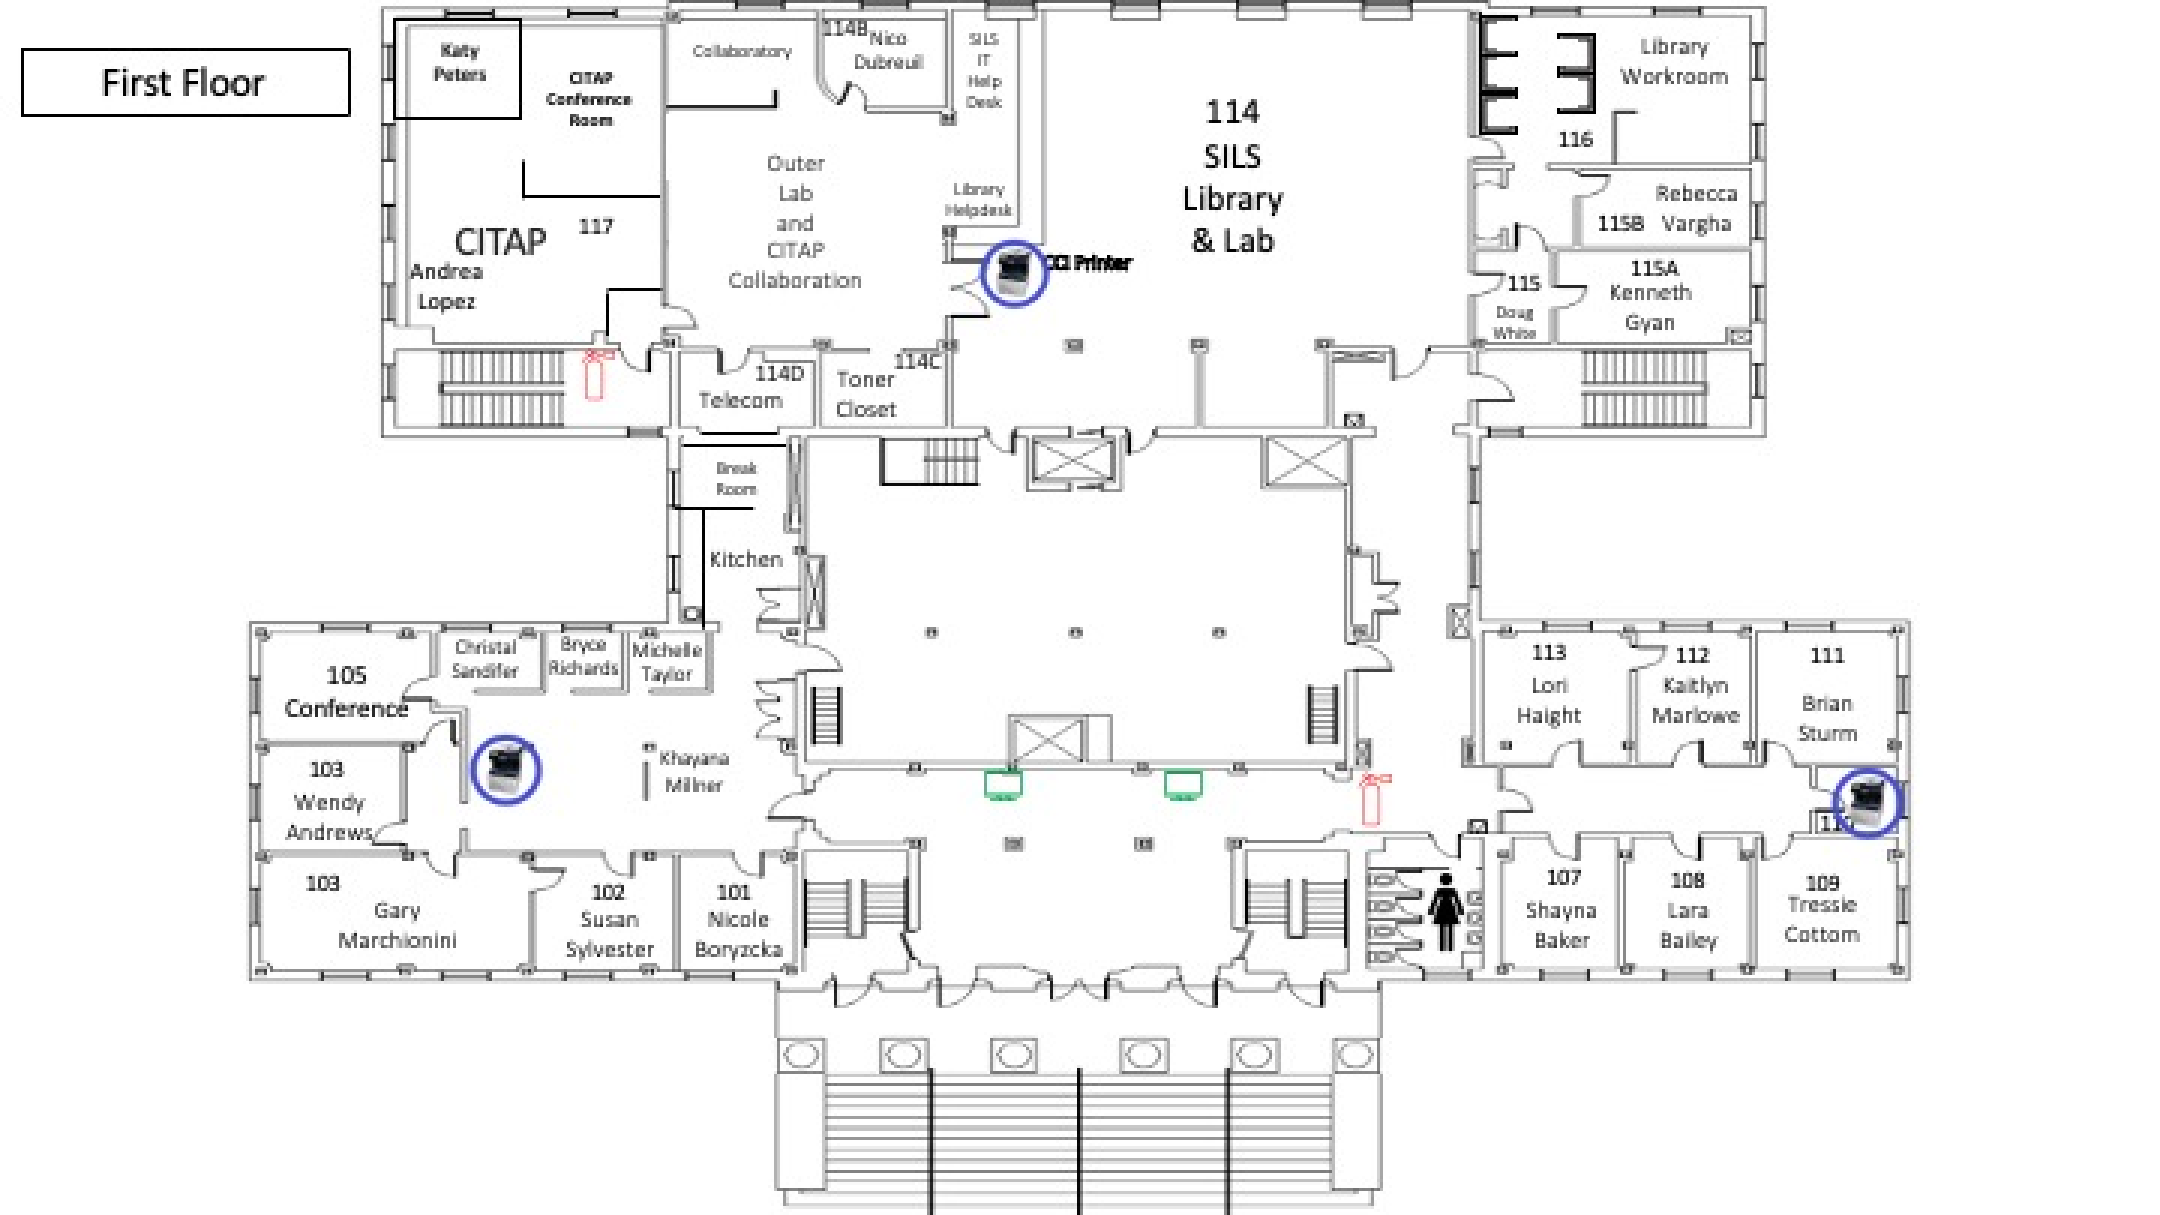 First Floor
Katy
Peters
CITAP
Conference
Room
CITAP
117
Andrea
Lopez
Collaboratory
114B
Nico
Dubreuil
SILS
IT
Help
Desk
Outer
Lab
and
CITAP
Collaboration
Library
Helpdesk
CCI Printer
114
SILS
Library
& Lab
Library
Workroom
116
Rebecca
115B Vargha
115A
Kenneth
Gyan
115
Doug
White
114D
Telecom
114C
Toner
Closet
Break
Room
Kitchen
105
Conference
Christal
Sandifer
Bryce
Richards
Michelle
Taylor
103
Wendy
Andrews
Khayana
Milner
103
Gary
Marchionini
102
Susan
Sylvester
101
Nicole
Boryzcka
113
Lori
Haight
112
Kaitlyn
Marlowe
111
Brian
Sturm
107
Shayna
Baker
108
Lara
Bailey
109
Tressie
Cottom